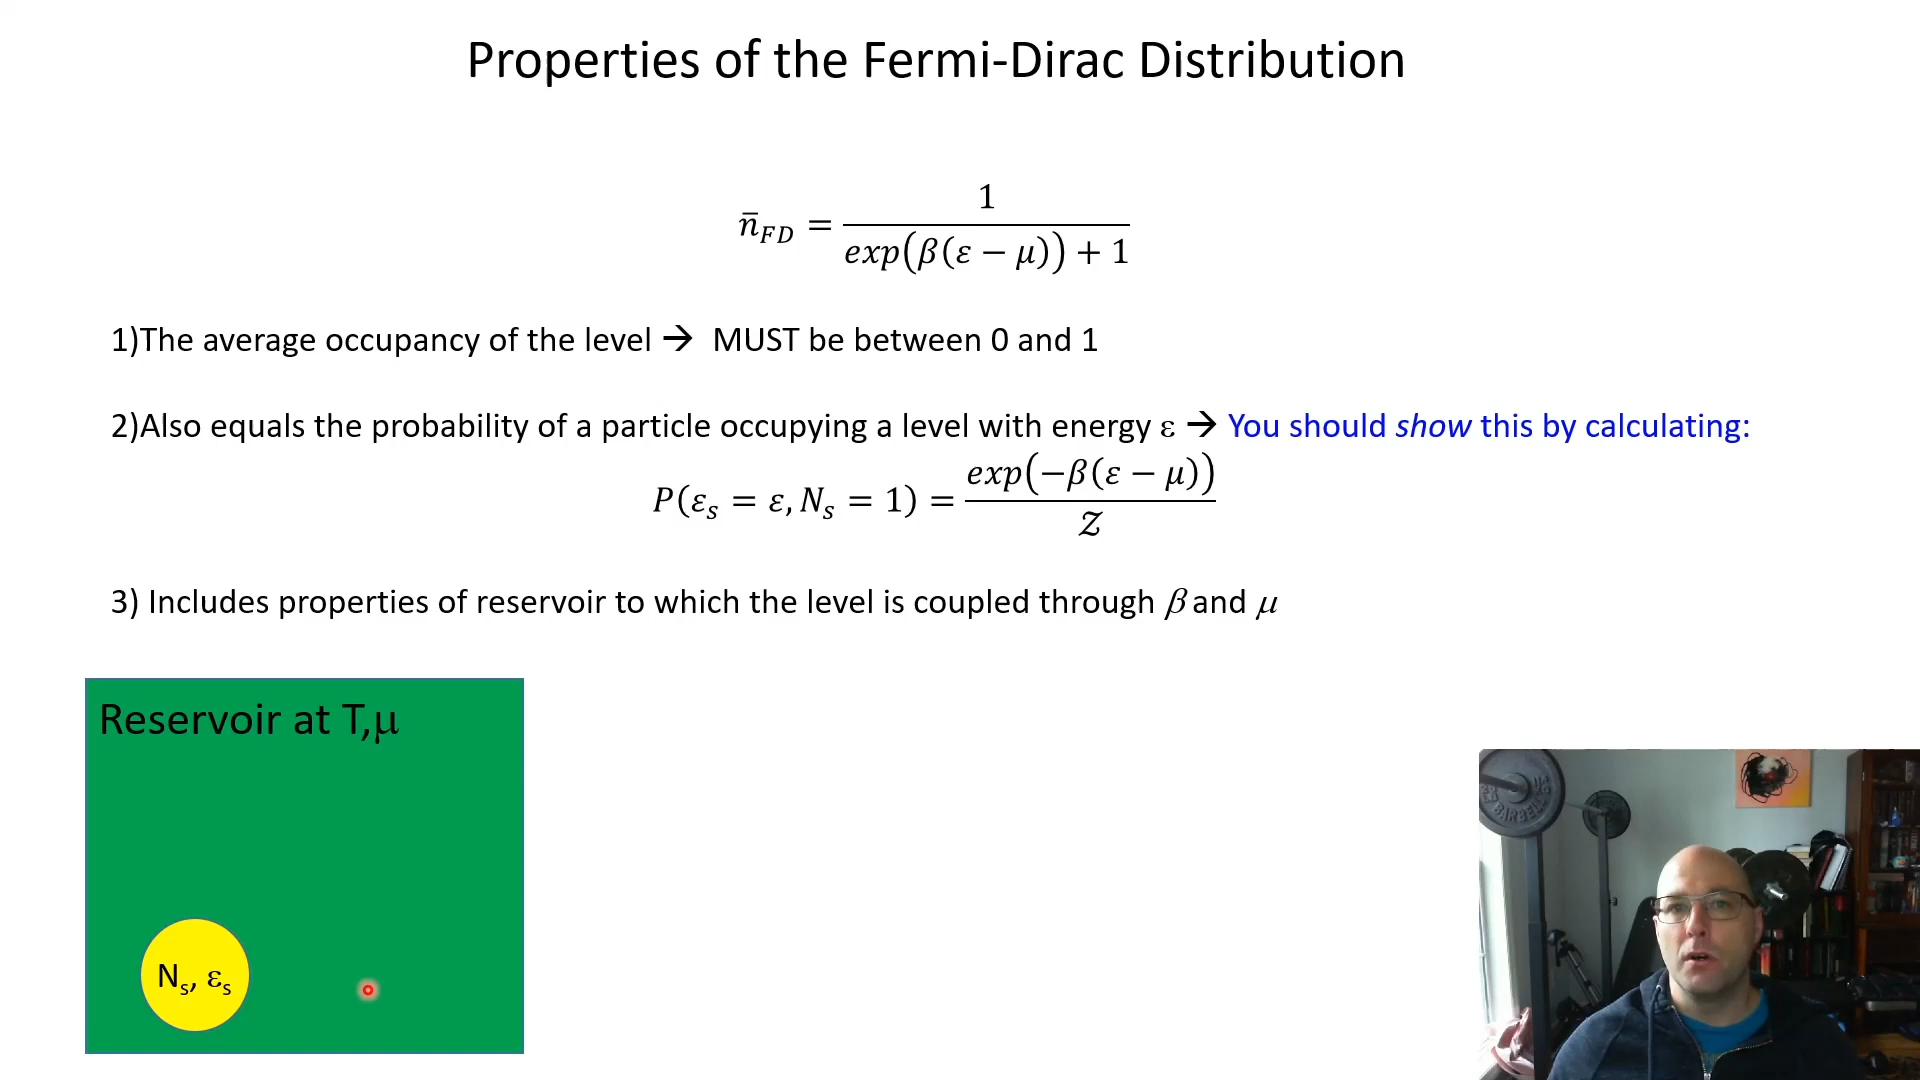 Properties of the Fermi-Dirac Distribution
n̄_FD = 1 / (exp(β(ε − μ)) + 1)
1)The average occupancy of the level → MUST be between 0 and 1
2)Also equals the probability of a particle occupying a level with energy ε → You should show this by calculating:
P(ε_s = ε, N_s = 1) = exp(−β(ε − μ)) / 𝒵
3) Includes properties of reservoir to which the level is coupled through β and μ
Reservoir at T,μ
N_s, ε_s
BARBELL